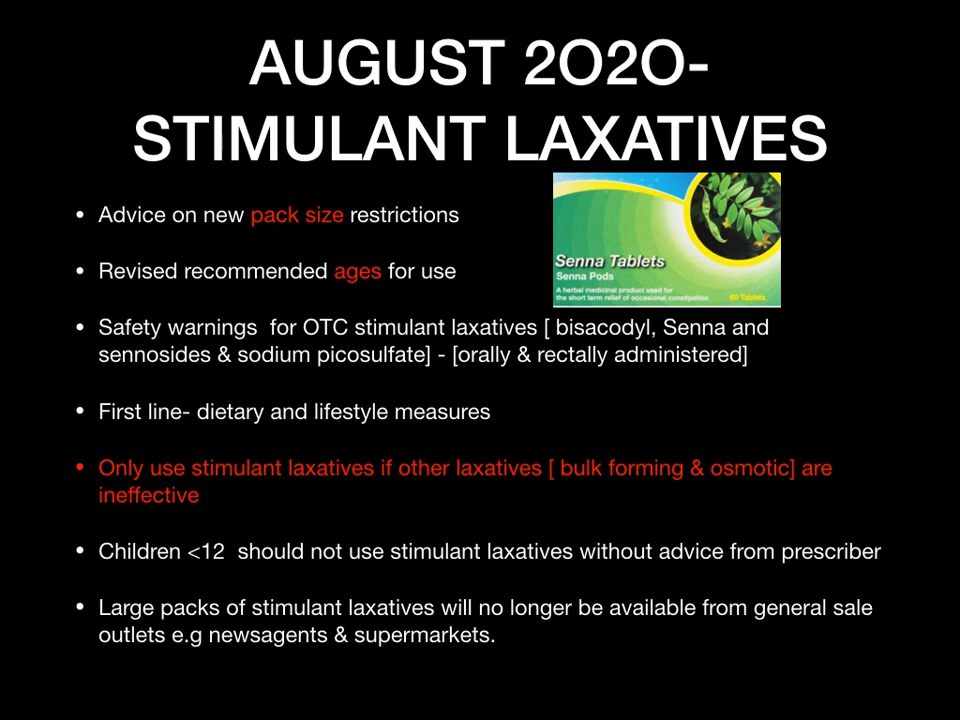 AUGUST 2020-
STIMULANT LAXATIVES
• Advice on new pack size restrictions
• Revised recommended ages for use
Senna Tablets
Senna Pods
A herbal medicinal product used for
the short term relief of occasional constipation
60 Tablets
• Safety warnings for OTC stimulant laxatives [ bisacodyl, Senna and
sennosides & sodium picosulfate] - [orally & rectally administered]
• First line- dietary and lifestyle measures
• Only use stimulant laxatives if other laxatives [ bulk forming & osmotic] are
ineffective
• Children <12 should not use stimulant laxatives without advice from prescriber
• Large packs of stimulant laxatives will no longer be available from general sale
outlets e.g newsagents & supermarkets.